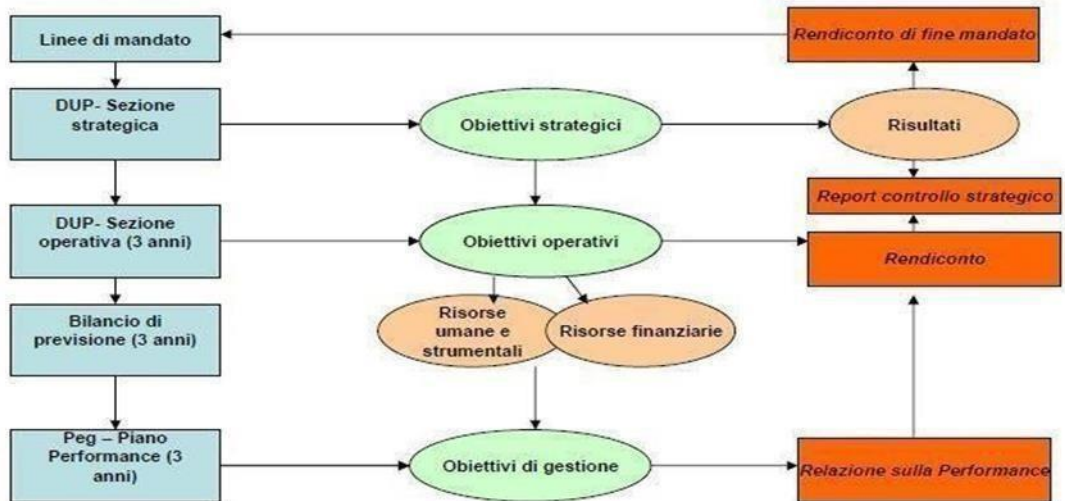 Linee di mandato
Rendiconto di fine mandato
DUP- Sezione
strategica
Obiettivi strategici
Risultati
Report controllo strategico
DUP- Sezione
operativa (3 anni)
Obiettivi operativi
Rendiconto
Bilancio di
previsione (3 anni)
Risorse
umane e
strumentali
Risorse finanziarie
Peg – Piano
Performance (3
anni)
Obiettivi di gestione
Relazione sulla Performance